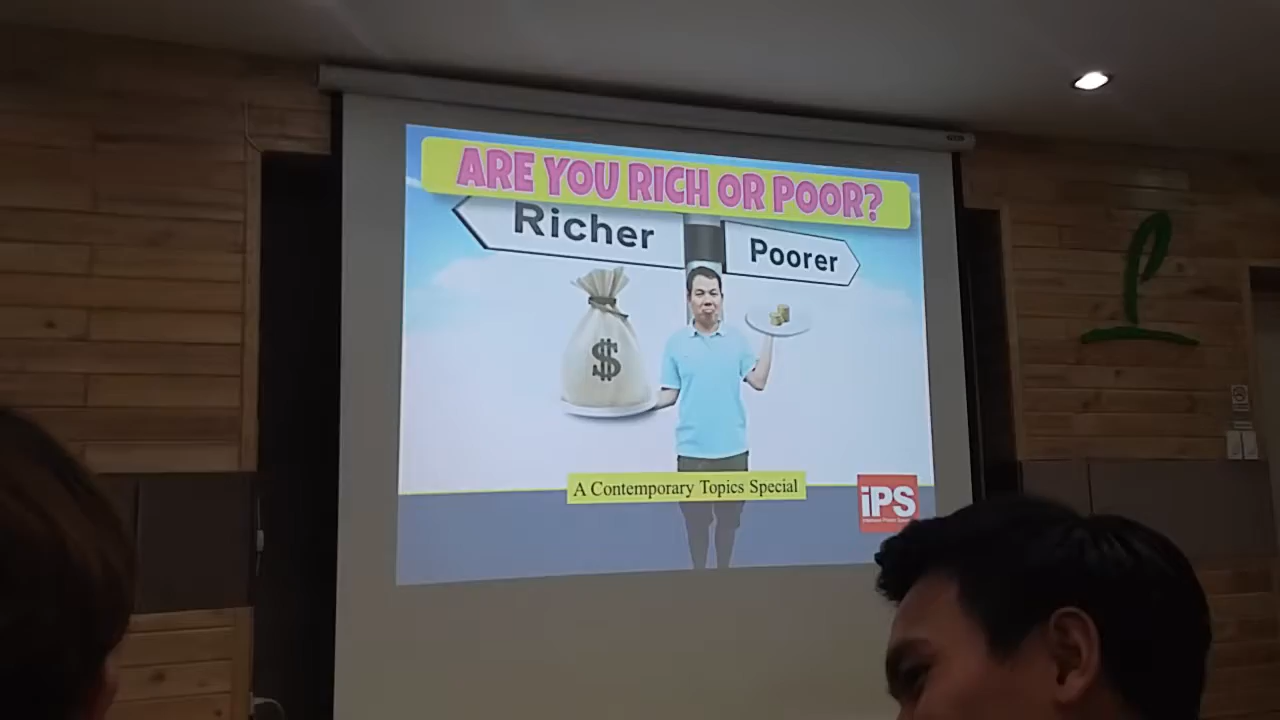 ARE YOU RICH OR POOR?
Richer
Poorer
$
A Contemporary Topics Special
iPS